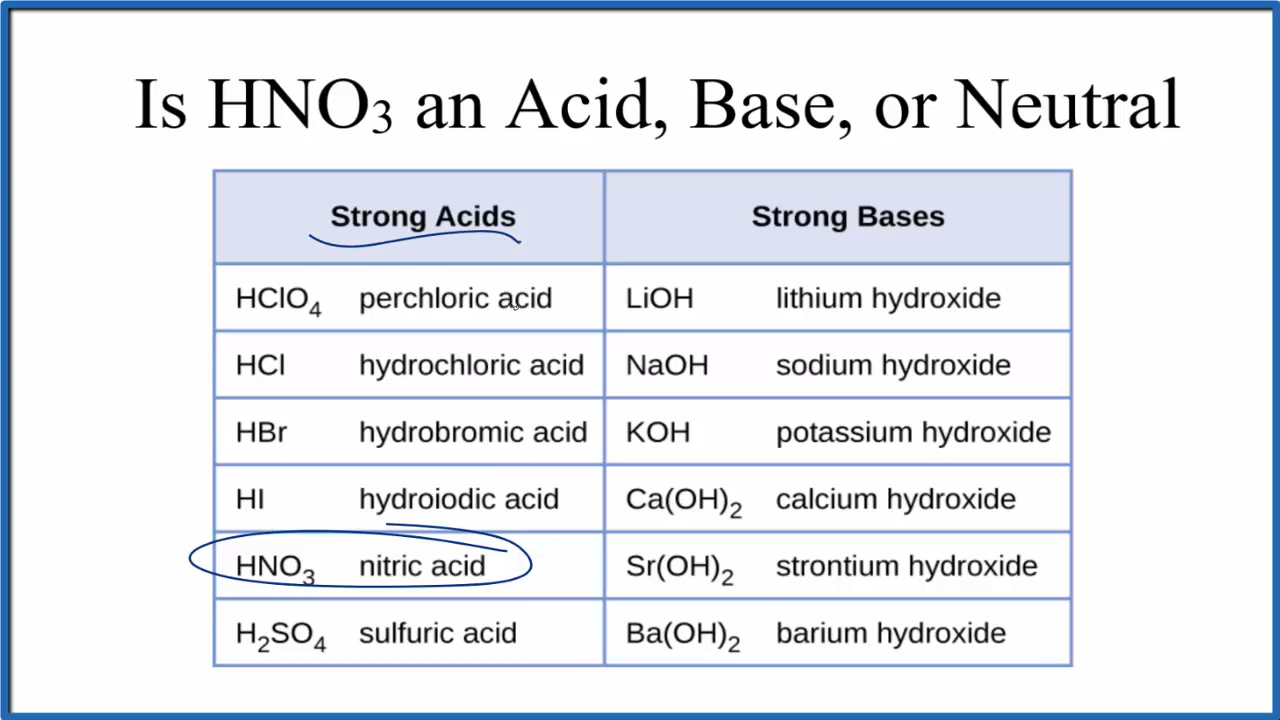 Is HNO₃ an Acid, Base, or Neutral
Strong Acids Strong Bases
HClO₄ perchloric acid LiOH lithium hydroxide
HCl hydrochloric acid NaOH sodium hydroxide
HBr hydrobromic acid KOH potassium hydroxide
HI hydroiodic acid Ca(OH)₂ calcium hydroxide
HNO₃ nitric acid Sr(OH)₂ strontium hydroxide
H₂SO₄ sulfuric acid Ba(OH)₂ barium hydroxide